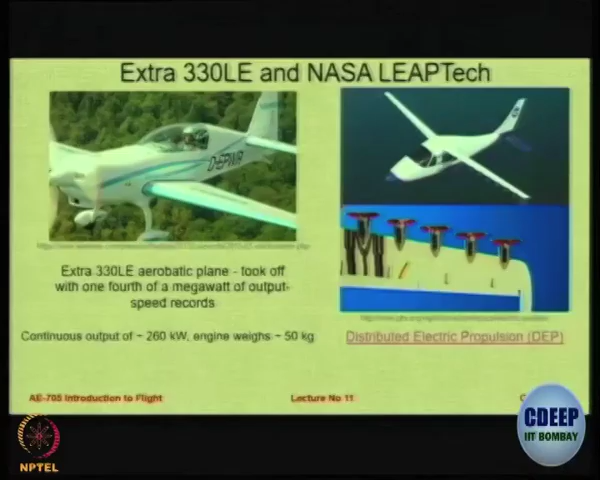 Extra 330LE and NASA LEAPTech
D-EPWR
Extra 330LE aerobatic plane - took off
with one fourth of a megawatt of output-
speed records
Continuous output of ~ 260 kW, engine weighs ~ 50 kg
Distributed Electric Propulsion (DEP)
AE-705 Introduction to Flight
Lecture No 11
NPTEL
CDEEP
IIT BOMBAY